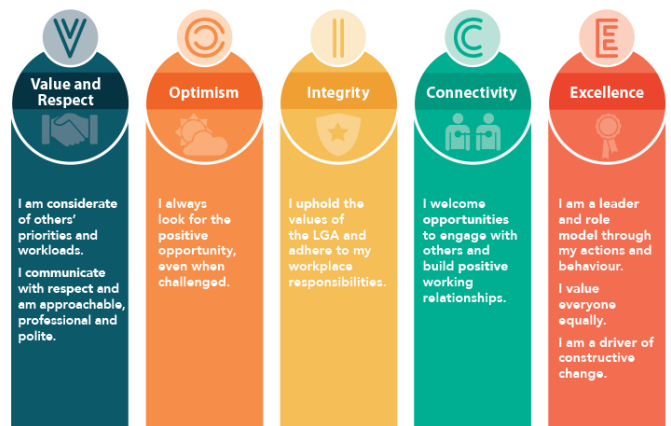 V
Value and
Respect
I am considerate
of others'
priorities and
workloads.
I communicate
with respect and
am approachable,
professional and
polite.
O
Optimism
I always
look for the
positive
opportunity,
even when
challenged.
I
Integrity
I uphold the
values of
the LGA and
adhere to my
workplace
responsibilities.
C
Connectivity
I welcome
opportunities
to engage with
others and
build positive
working
relationships.
E
Excellence
I am a leader
and role
model through
my actions and
behaviour.
I value
everyone
equally.
I am a driver of
constructive
change.